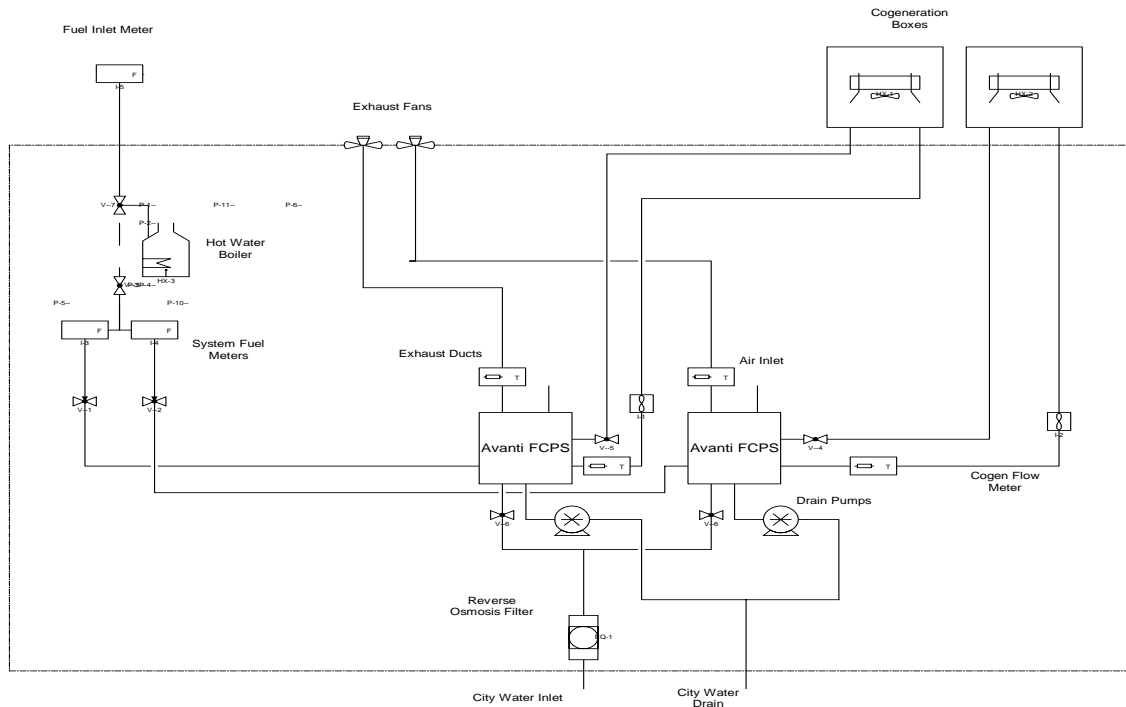 Cogeneration
Boxes
Fuel Inlet Meter
F
I-5
Exhaust Fans
HX-1
HX-2
V--7
P-1--
P-11--
P-6--
P-2--
Hot Water
Boiler
HX-3
P-4--
P-5--
P-10--
F
F
I-3
I-4
System Fuel
Meters
Exhaust Ducts
Air Inlet
T
T
V--1
V--2
I-1
I-2
Avanti FCPS
Avanti FCPS
V--5
V--4
T
T
Cogen Flow
Meter
Drain Pumps
V--6
V--6
Reverse
Osmosis Filter
City Water Inlet
City Water
Drain